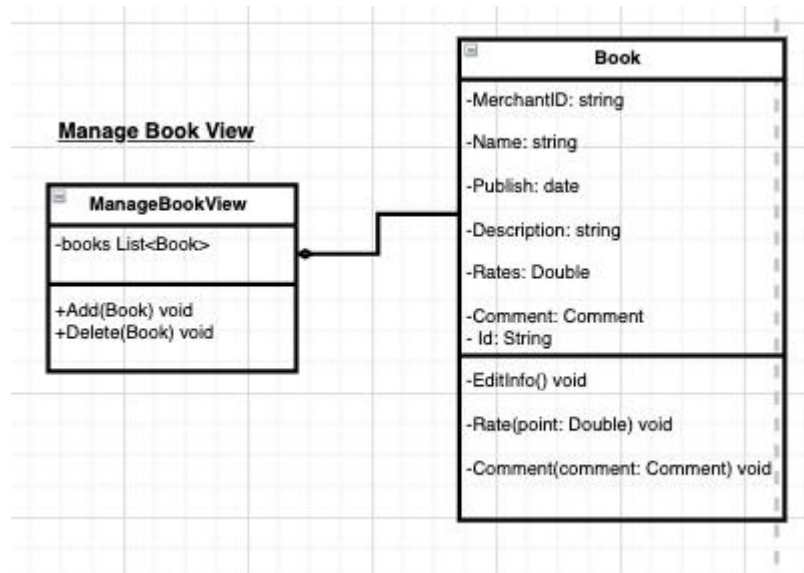 Manage Book View
ManageBookView
-books List<Book>
+Add(Book) void
+Delete(Book) void
Book
-MerchantID: string
-Name: string
-Publish: date
-Description: string
-Rates: Double
-Comment: Comment
- Id: String
-EditInfo() void
-Rate(point: Double) void
-Comment(comment: Comment) void